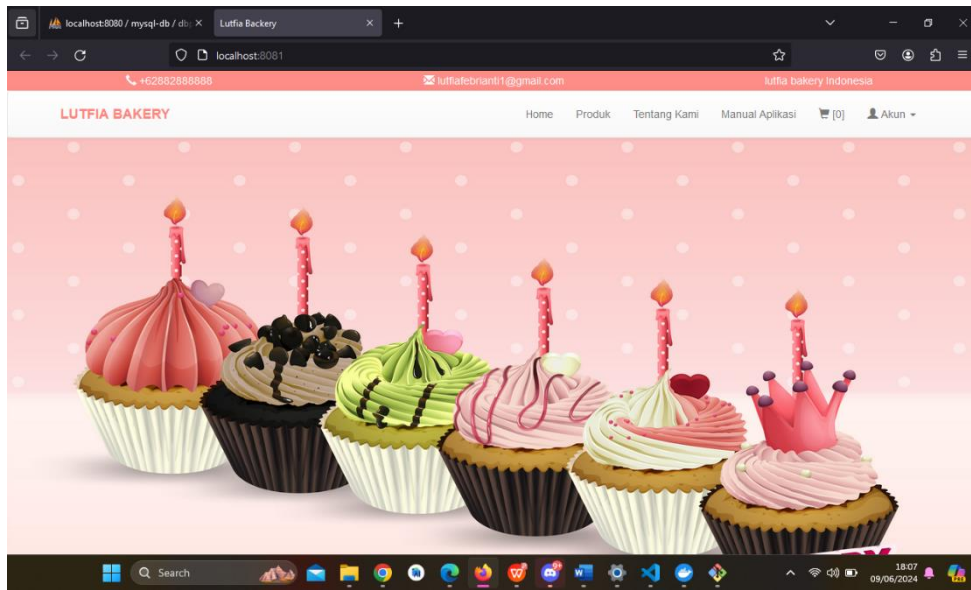 localhost:8080 / mysql-db / db
Lutfia Backery
localhost:8081
+62882888888
lutfiafebrianti1@gmail.com
lutfia bakery Indonesia
LUTFIA BAKERY
Home
Produk
Tentang Kami
Manual Aplikasi
[0]
Akun
Search
18:07
09/06/2024